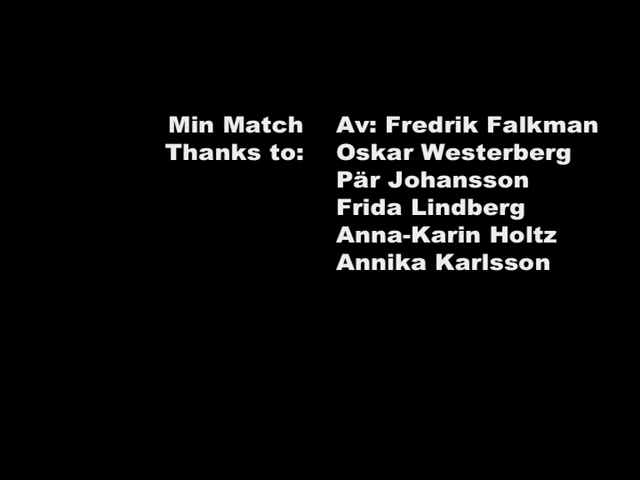 Min Match Av: Fredrik Falkman
Thanks to: Oskar Westerberg
Pär Johansson
Frida Lindberg
Anna-Karin Holtz
Annika Karlsson